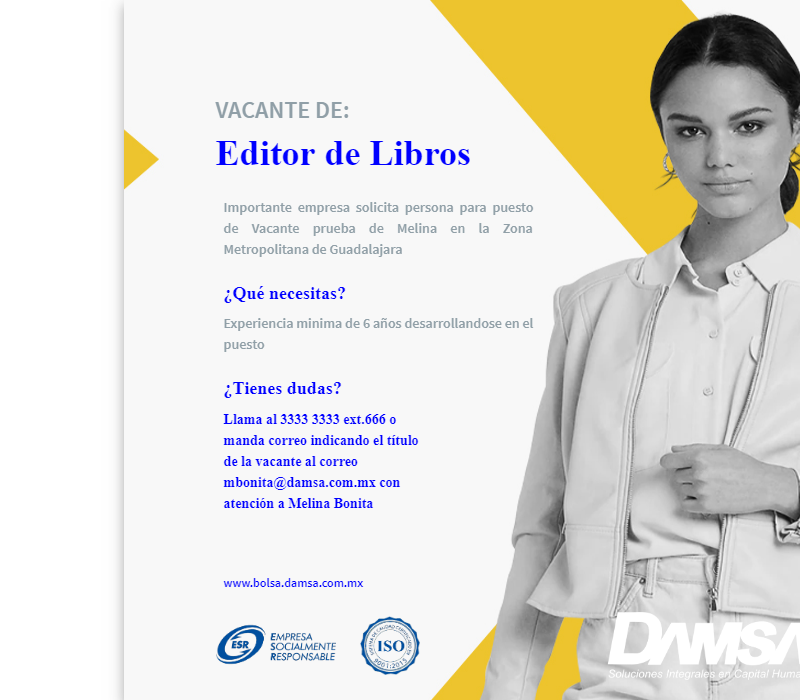 VACANTE DE:
Editor de Libros
Importante empresa solicita persona para puesto
de Vacante prueba de Melina en la Zona
Metropolitana de Guadalajara
¿Qué necesitas?
Experiencia minima de 6 años desarrollandose en el
puesto
¿Tienes dudas?
Llama al 3333 3333 ext.666 o
manda correo indicando el título
de la vacante al correo
mbonita@damsa.com.mx con
atención a Melina Bonita
www.bolsa.damsa.com.mx
ESR
EMPRESA
SOCIALMENTE
RESPONSABLE
ISO
9001:2015
DAMSA
Soluciones Integrales en Capital Huma